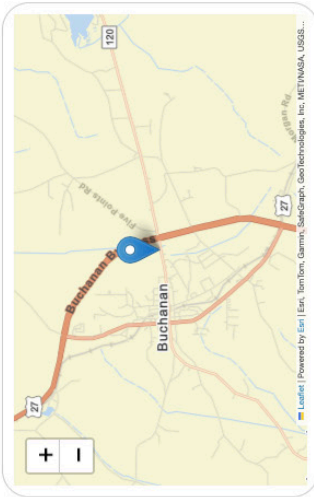 +
−
27
Buchanan
Five Points Rd
120
Buchanan
27
Rd
Leaflet | Powered by Esri | Esri, TomTom, Garmin, SafeGraph, GeoTechnologies, Inc, METI/NASA, USGS...